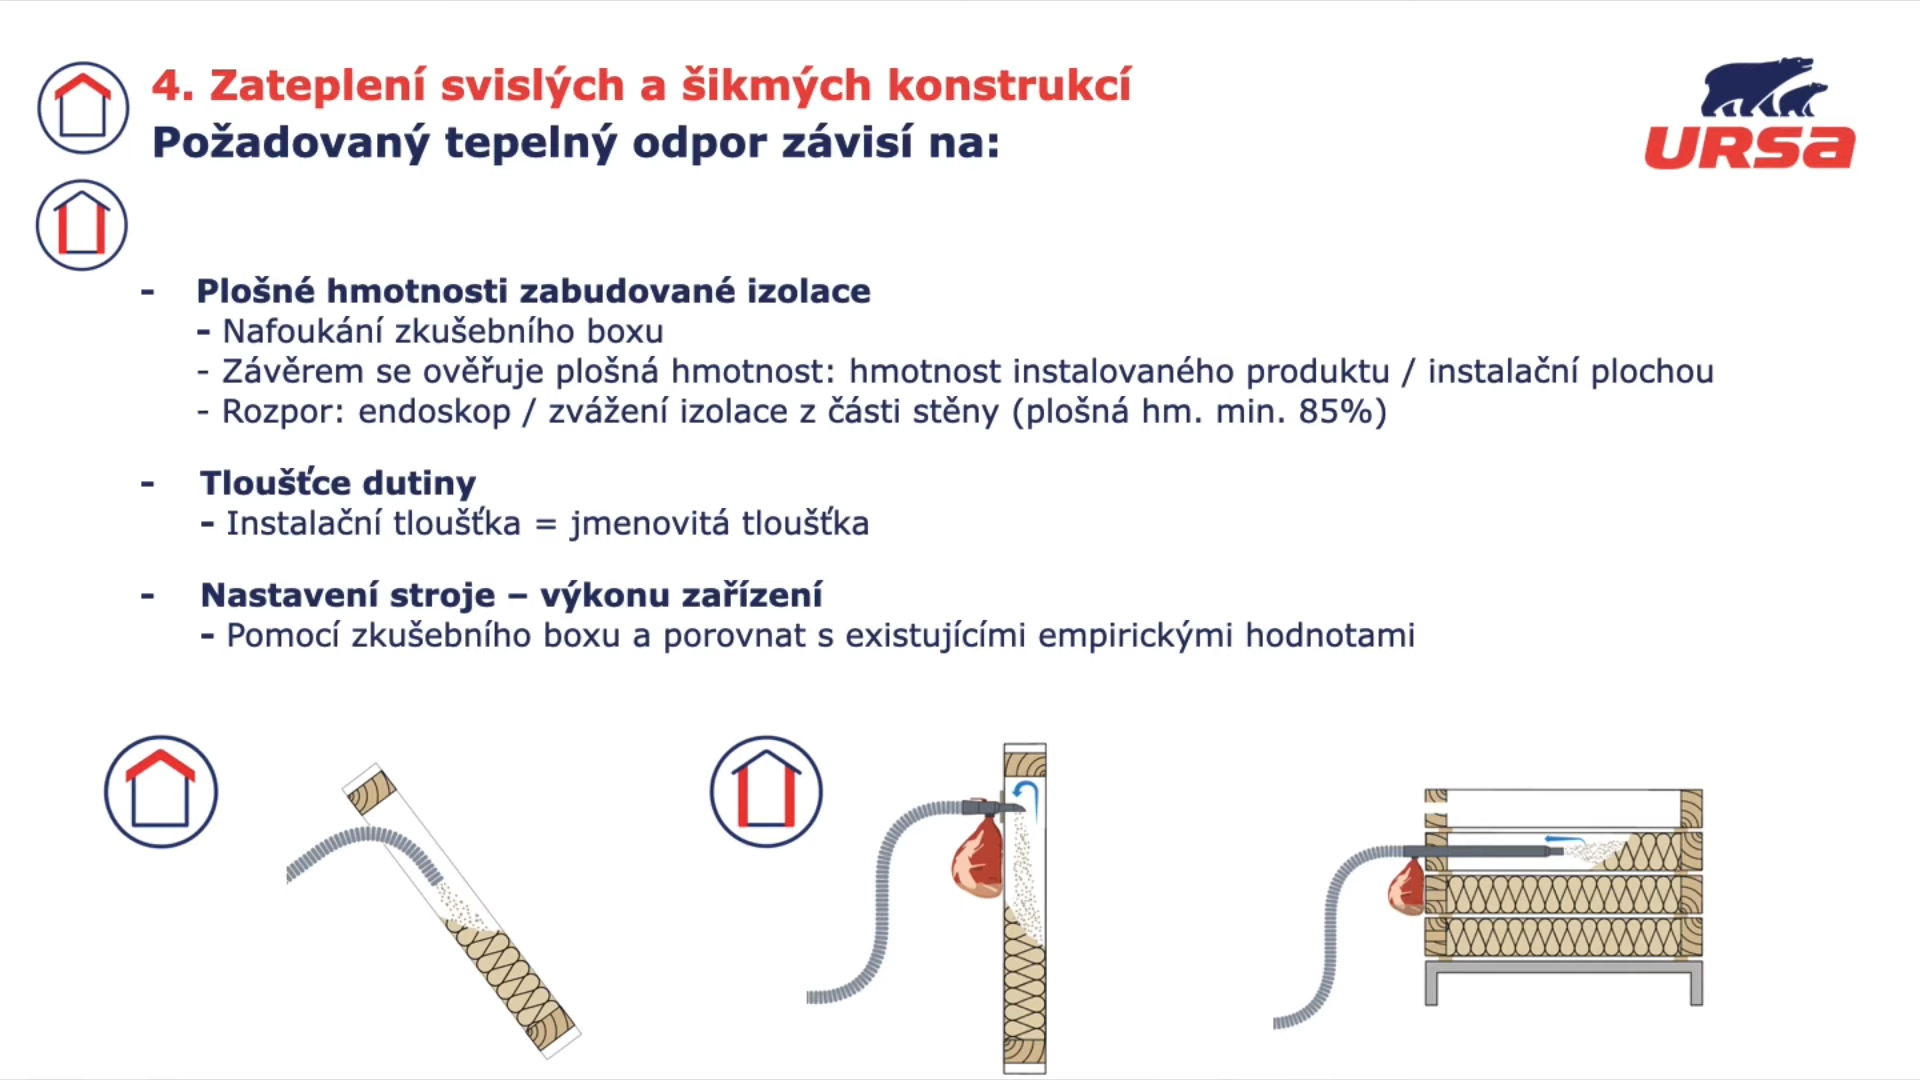 4. Zateplení svislých a šikmých konstrukcí
Požadovaný tepelný odpor závisí na:
URSA
- Plošné hmotnosti zabudované izolace
- Nafoukání zkušebního boxu
- Závěrem se ověřuje plošná hmotnost: hmotnost instalovaného produktu / instalační plochou
- Rozpor: endoskop / zvážení izolace z části stěny (plošná hm. min. 85%)
- Tloušťce dutiny
- Instalační tloušťka = jmenovitá tloušťka
- Nastavení stroje – výkonu zařízení
- Pomocí zkušebního boxu a porovnat s existujícími empirickými hodnotami